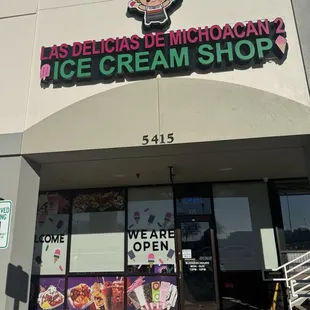 LAS DELICIAS DE MICHOACAN 2
ICE CREAM SHOP
5415
WE ARE
OPEN